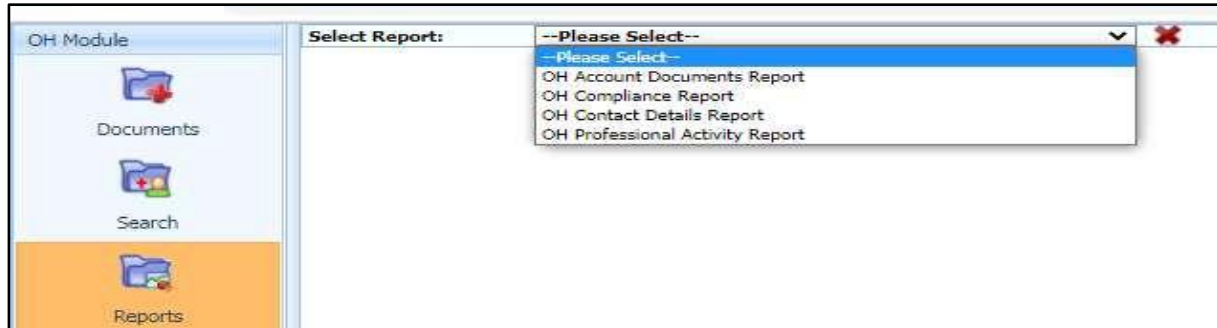 OH Module
Documents
Search
Reports
Select Report:
--Please Select--
--Please Select--
OH Account Documents Report
OH Compliance Report
OH Contact Details Report
OH Professional Activity Report